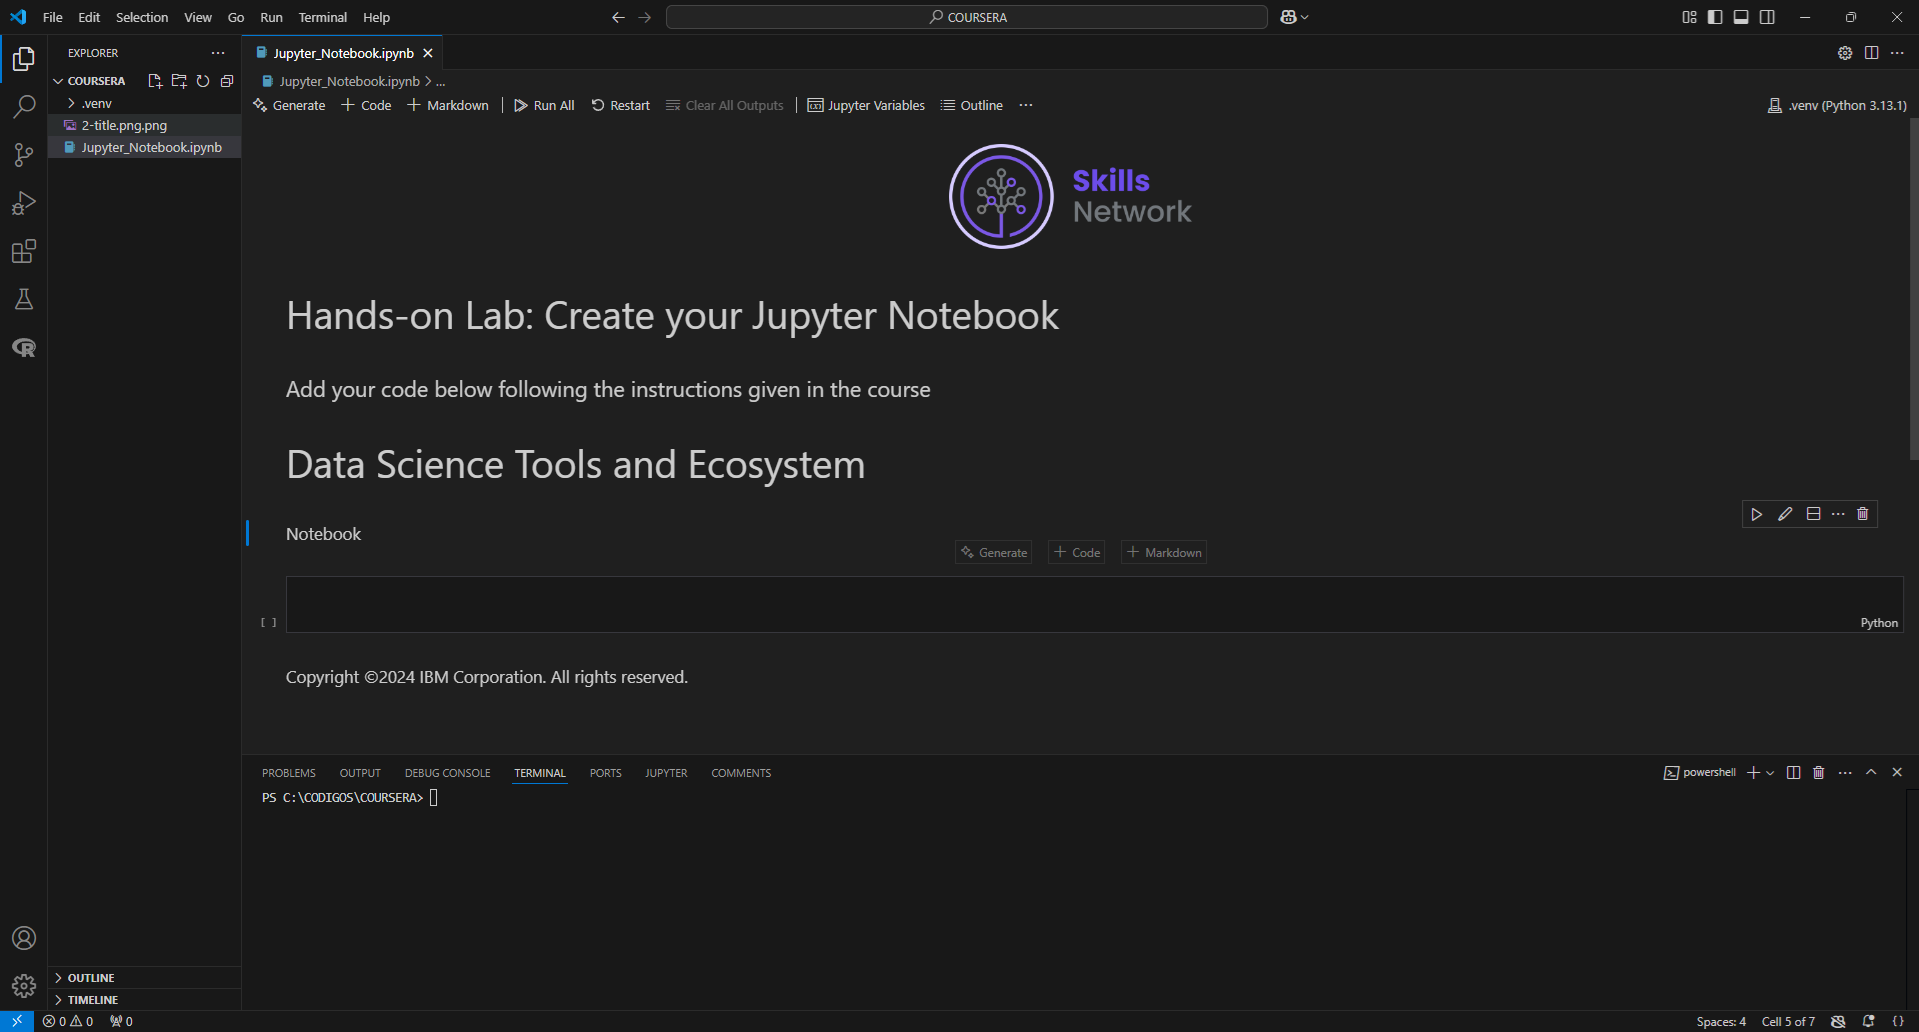 File Edit Selection View Go Run Terminal Help
COURSERA
EXPLORER
COURSERA
.venv
2-title.png.png
Jupyter_Notebook.ipynb
OUTLINE
TIMELINE
Jupyter_Notebook.ipynb
Jupyter_Notebook.ipynb > ...
Generate + Code + Markdown | Run All Restart Clear All Outputs | Jupyter Variables Outline ... .venv (Python 3.13.1)
Skills
Network
Hands-on Lab: Create your Jupyter Notebook
Add your code below following the instructions given in the course
Data Science Tools and Ecosystem
Notebook
Generate + Code + Markdown
[ ]
Python
Copyright ©2024 IBM Corporation. All rights reserved.
PROBLEMS OUTPUT DEBUG CONSOLE TERMINAL PORTS JUPYTER COMMENTS powershell
PS C:\CODIGOS\COURSERA>
0 0 0 Spaces: 4 Cell 5 of 7 {}